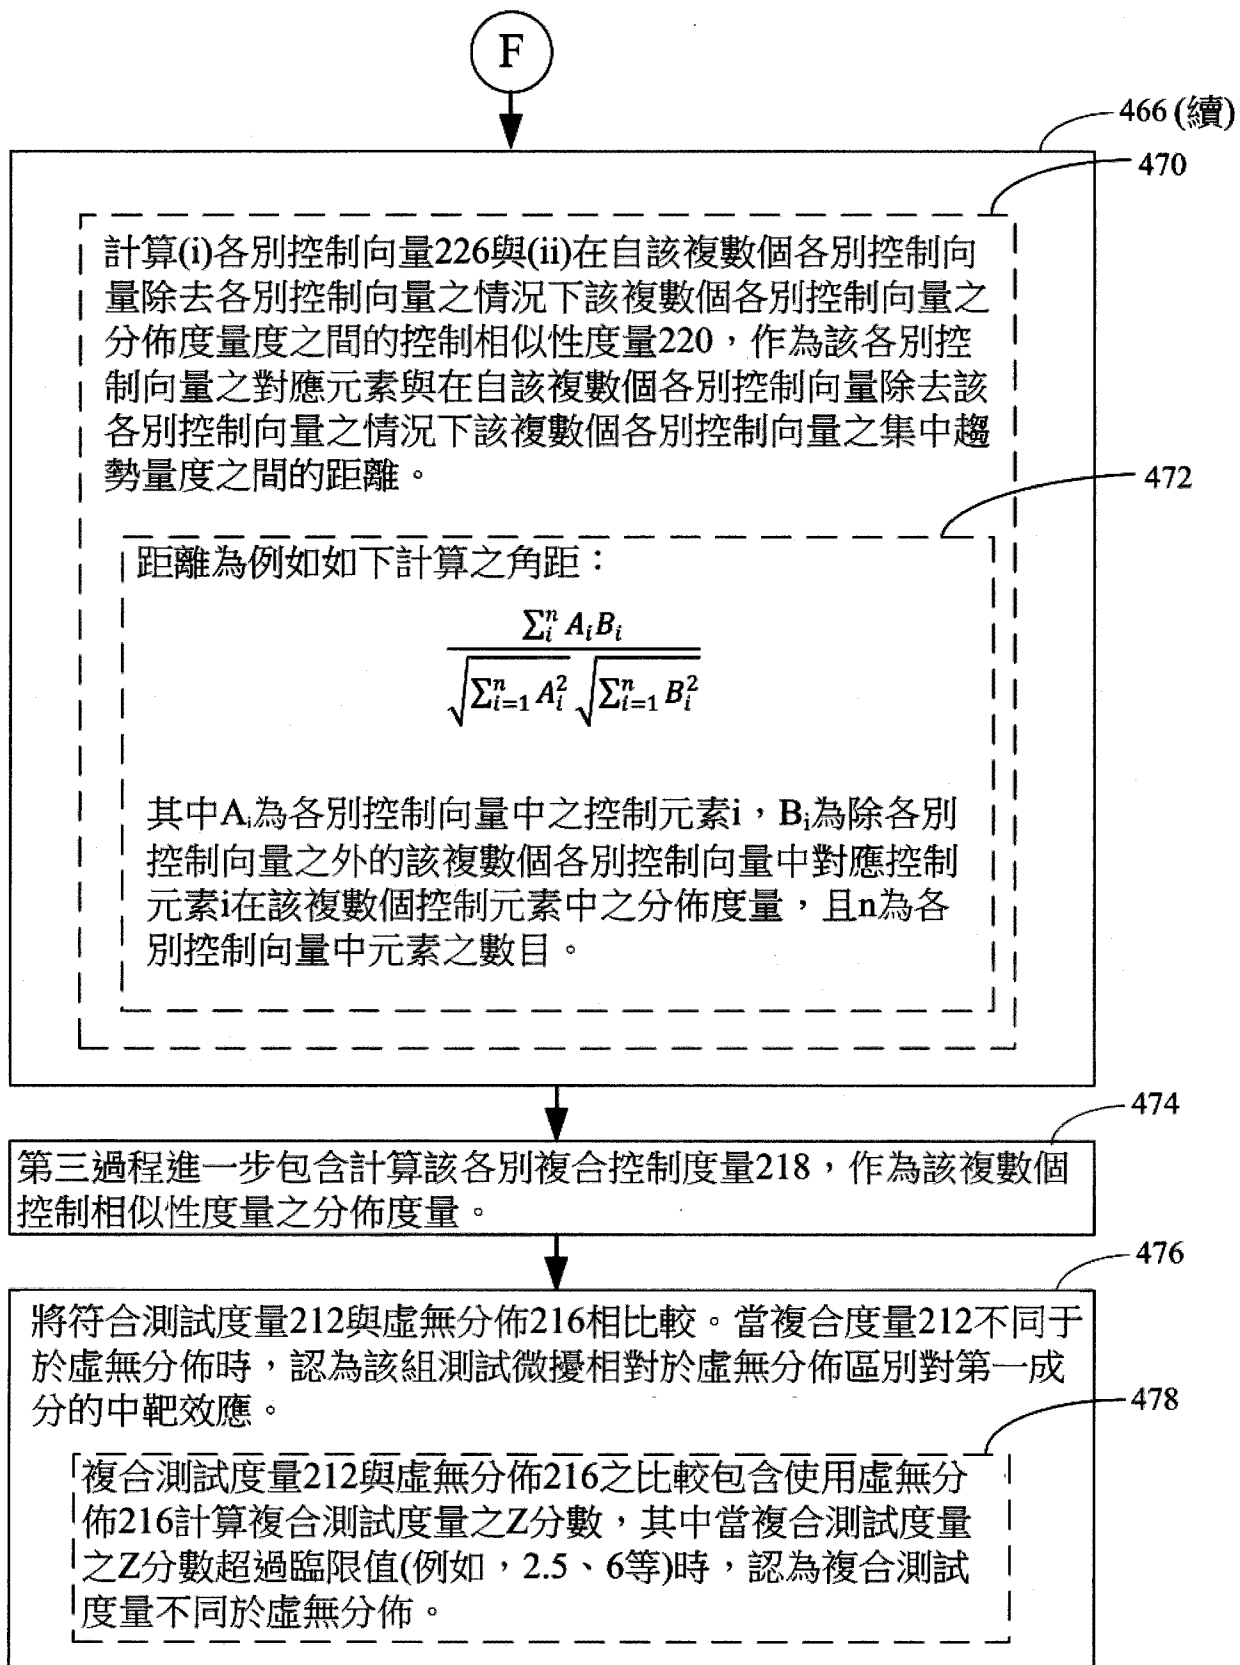 F
466 (續)
470
計算(i)各別控制向量226與(ii)在自該複數個各別控制向
量除去各別控制向量之情況下該複數個各別控制向量之
分佈度量度之間的控制相似性度量220，作為該各別控
制向量之對應元素與在自該複數個各別控制向量除去該
各別控制向量之情況下該複數個各別控制向量之集中趨
勢量度之間的距離。
472
距離為例如如下計算之角距：
$\frac{\sum_{i}^{n} A_i B_i}{\sqrt{\sum_{i=1}^{n} A_i^2} \sqrt{\sum_{i=1}^{n} B_i^2}}$
其中Aᵢ為各別控制向量中之控制元素i，Bᵢ為除各別
控制向量之外的該複數個各別控制向量中對應控制
元素i在該複數個控制元素中之分佈度量，且n為各
別控制向量中元素之數目。
474
第三過程進一步包含計算該各別複合控制度量218，作為該複數個
控制相似性度量之分佈度量。
476
將符合測試度量212與虛無分佈216相比較。當複合度量212不同于
於虛無分佈時，認為該組測試微擾相對於虛無分佈區別對第一成
分的中靶效應。
478
複合測試度量212與虛無分佈216之比較包含使用虛無分
佈216計算複合測試度量之Z分數，其中當複合測試度量
之Z分數超過臨限值(例如，2.5、6等)時，認為複合測試
度量不同於虛無分佈。